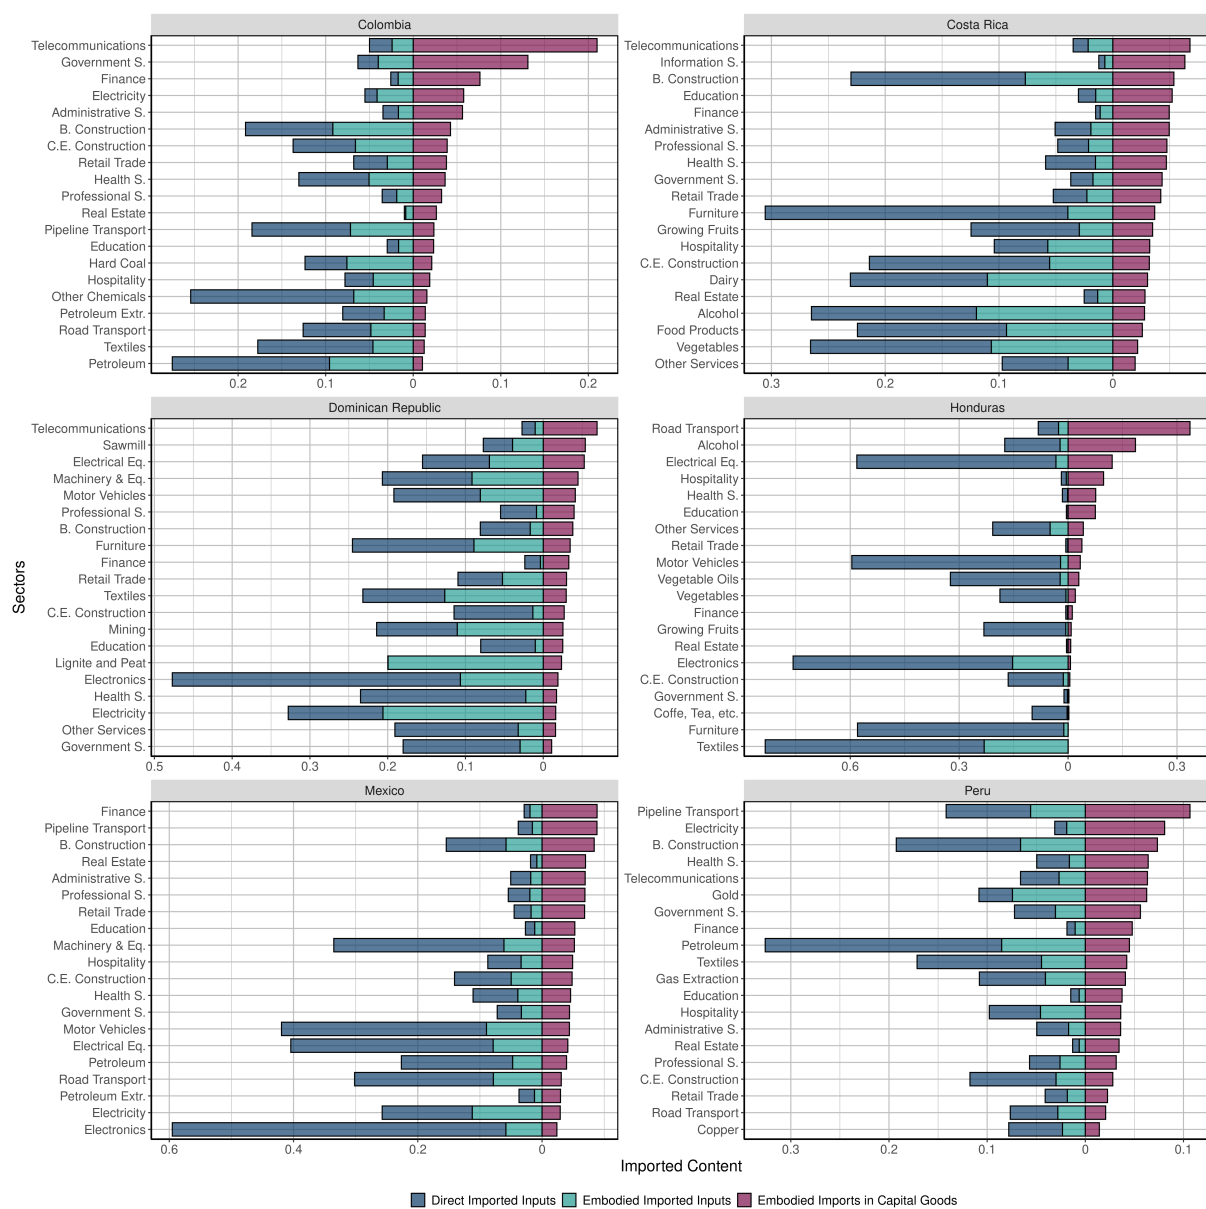 Colombia
Telecommunications
Government S.
Finance
Electricity
Administrative S.
B. Construction
C.E. Construction
Retail Trade
Health S.
Professional S.
Real Estate
Pipeline Transport
Education
Hard Coal
Hospitality
Other Chemicals
Petroleum Extr.
Road Transport
Textiles
Petroleum
0.2 0.1 0 0.1 0.2
Costa Rica
Telecommunications
Information S.
B. Construction
Education
Finance
Administrative S.
Professional S.
Health S.
Government S.
Retail Trade
Furniture
Growing Fruits
Hospitality
C.E. Construction
Dairy
Real Estate
Alcohol
Food Products
Vegetables
Other Services
0.3 0.2 0.1 0
Dominican Republic
Telecommunications
Sawmill
Electrical Eq.
Machinery & Eq.
Motor Vehicles
Professional S.
B. Construction
Furniture
Finance
Retail Trade
Textiles
C.E. Construction
Mining
Education
Lignite and Peat
Electronics
Health S.
Electricity
Other Services
Government S.
0.5 0.4 0.3 0.2 0.1 0
Honduras
Road Transport
Alcohol
Electrical Eq.
Hospitality
Health S.
Education
Other Services
Retail Trade
Motor Vehicles
Vegetable Oils
Vegetables
Finance
Growing Fruits
Real Estate
Electronics
C.E. Construction
Government S.
Coffe, Tea, etc.
Furniture
Textiles
0.6 0.3 0 0.3
Mexico
Finance
Pipeline Transport
B. Construction
Real Estate
Administrative S.
Professional S.
Retail Trade
Education
Machinery & Eq.
Hospitality
C.E. Construction
Health S.
Government S.
Motor Vehicles
Electrical Eq.
Petroleum
Road Transport
Petroleum Extr.
Electricity
Electronics
0.6 0.4 0.2 0
Peru
Pipeline Transport
Electricity
B. Construction
Health S.
Telecommunications
Gold
Government S.
Finance
Petroleum
Textiles
Gas Extraction
Education
Hospitality
Administrative S.
Real Estate
Professional S.
C.E. Construction
Retail Trade
Road Transport
Copper
0.3 0.2 0.1 0 0.1
Sectors
Imported Content
Direct Imported Inputs Embodied Imported Inputs Embodied Imports in Capital Goods